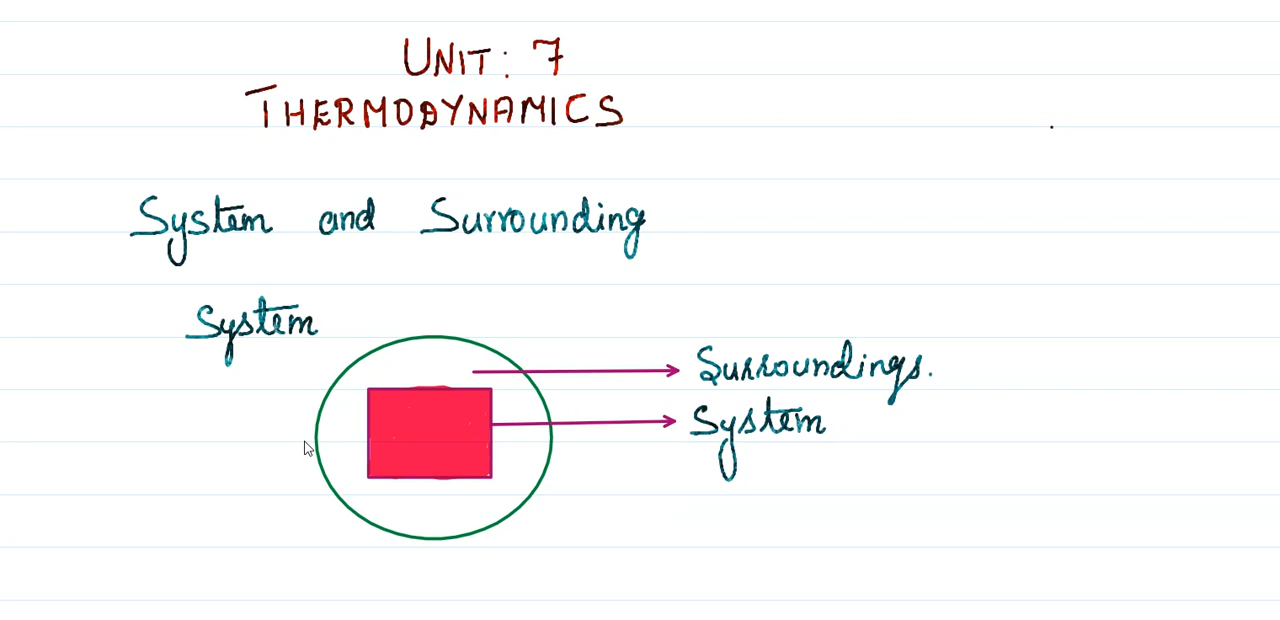 UNIT: 7
THERMODYNAMICS
System and Surrounding
System
Surroundings.
System